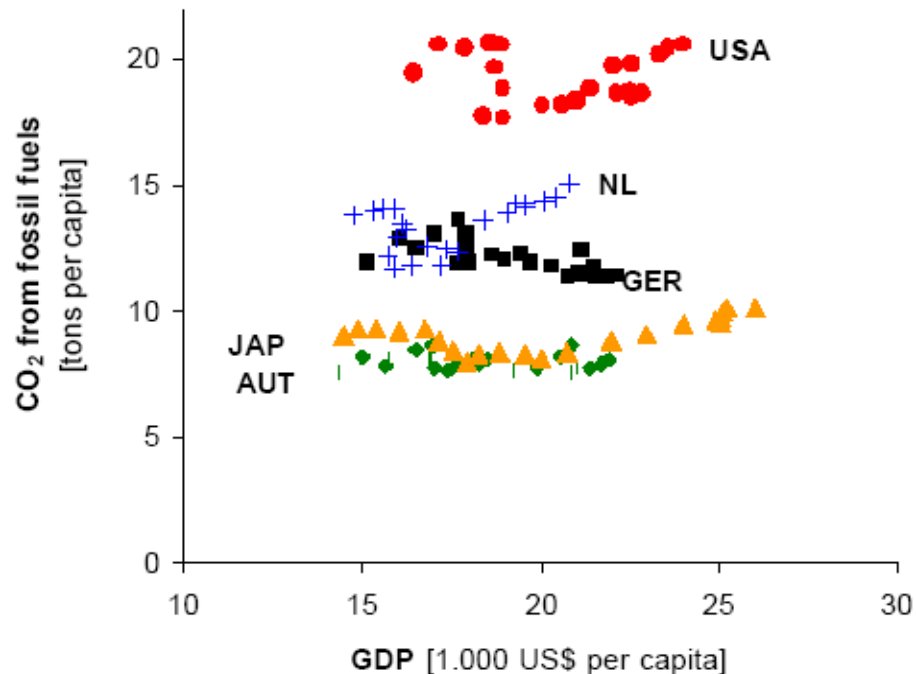 20
15
10
5
0
10
15
20
25
30
CO₂ from fossil fuels
[tons per capita]
USA
NL
GER
JAP
AUT
GDP [1.000 US$ per capita]